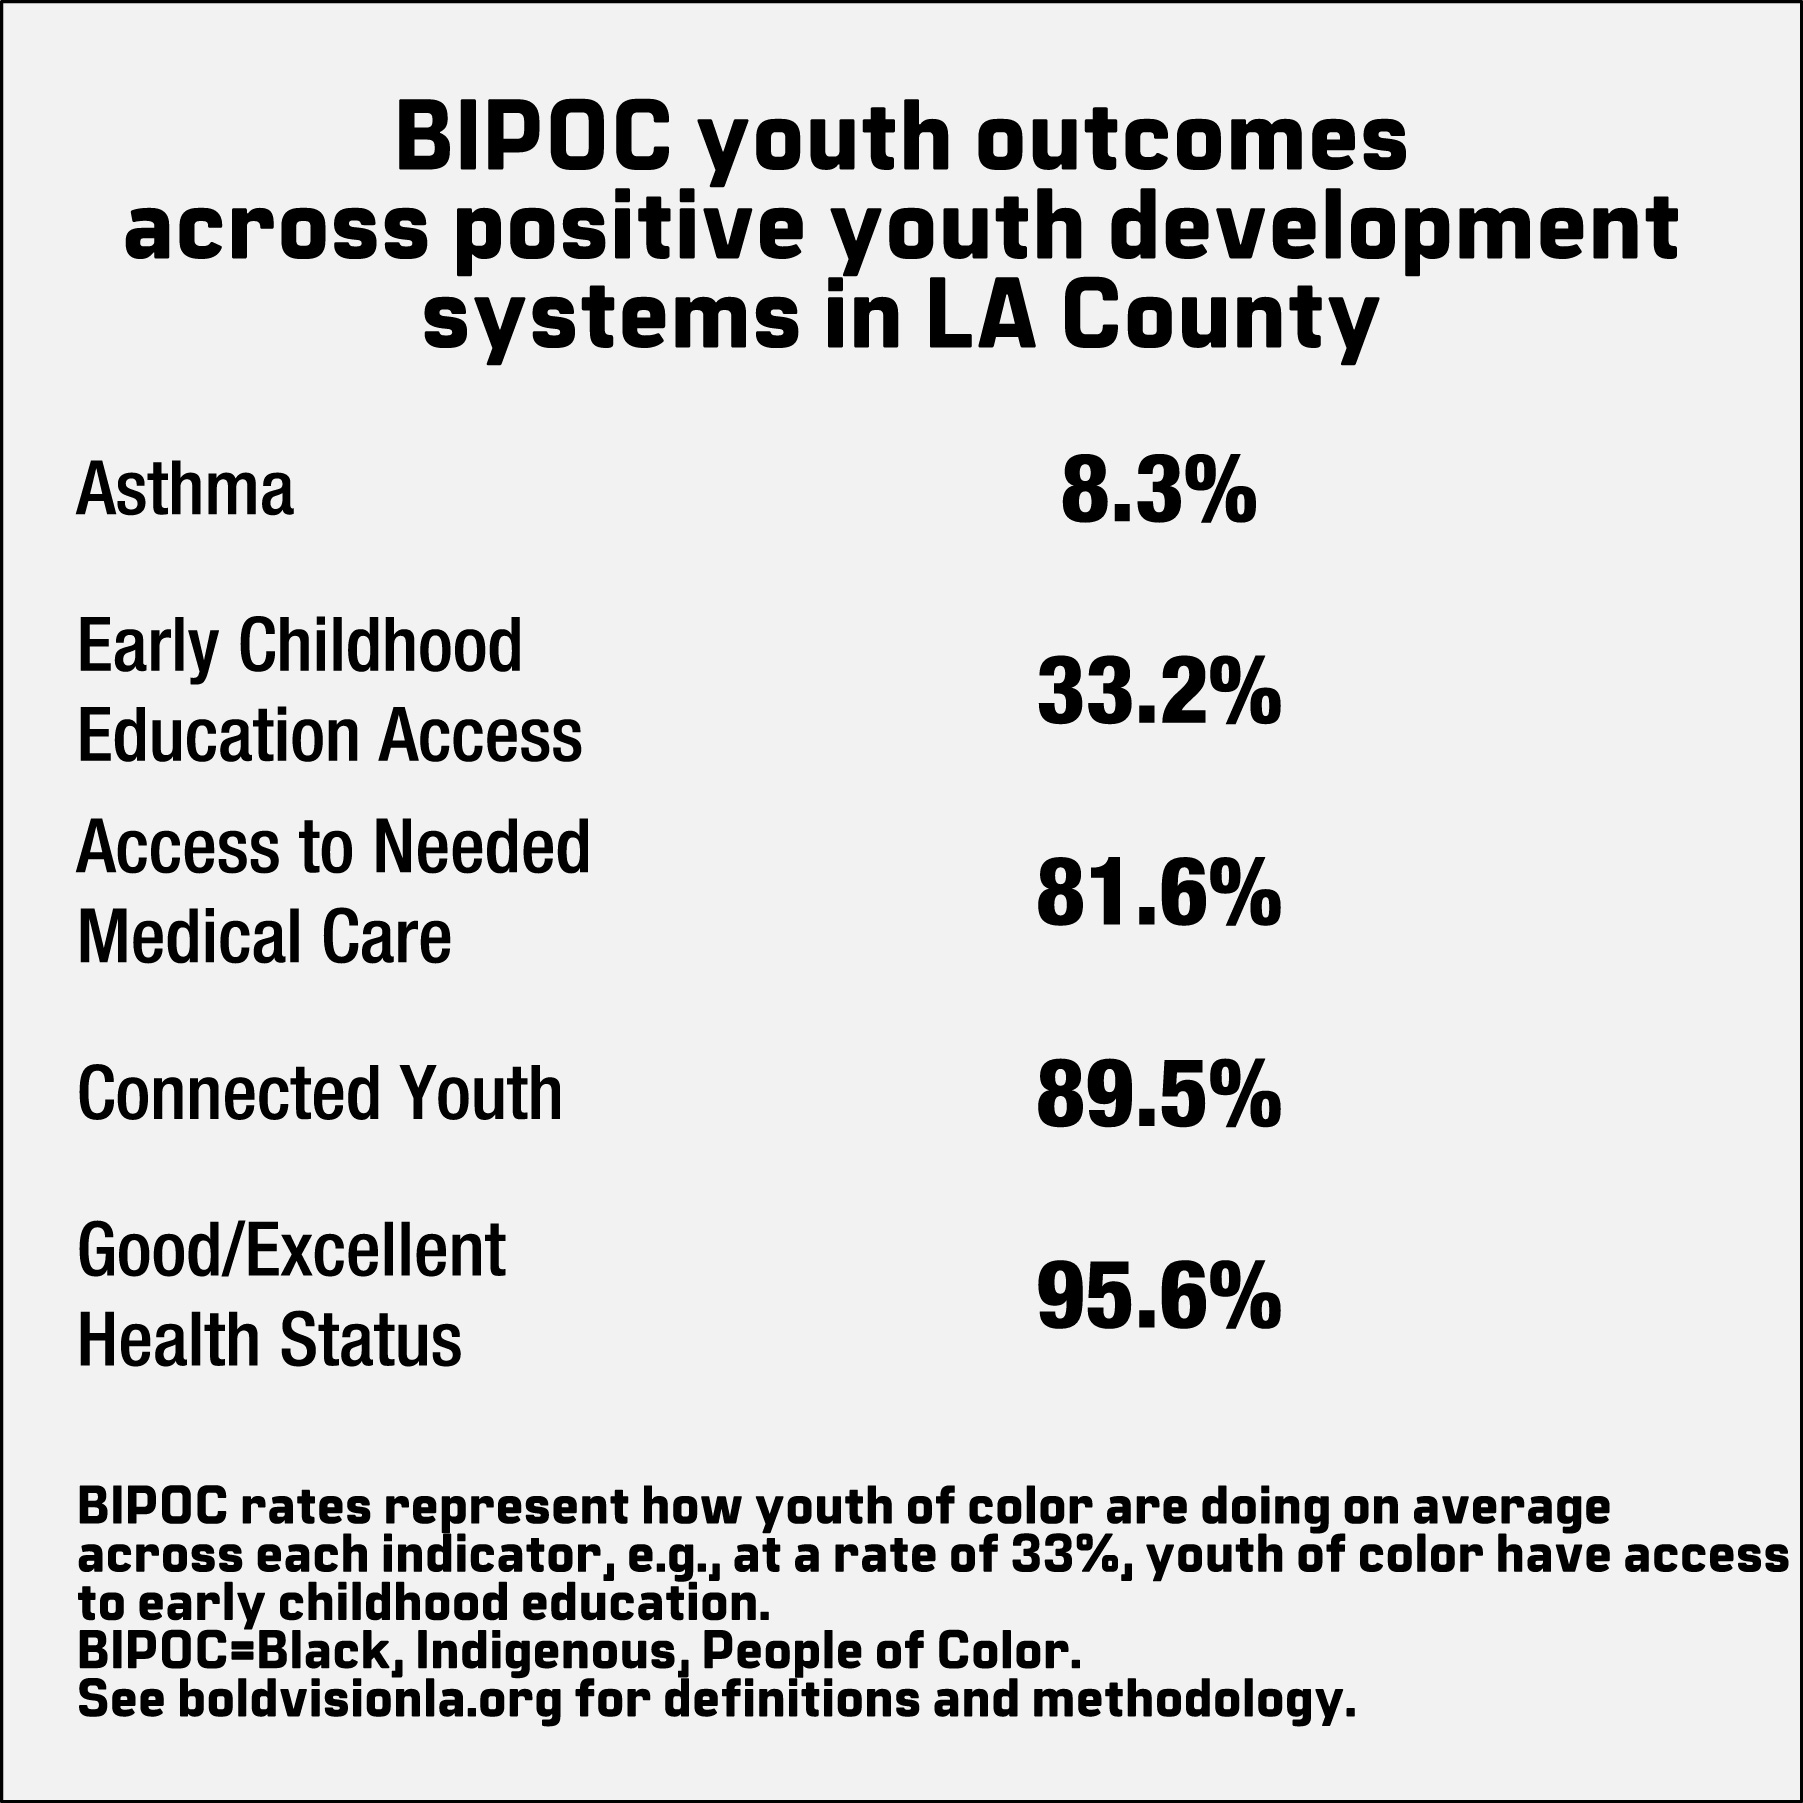 BIPOC youth outcomes
across positive youth development
systems in LA County
Asthma 8.3%
Early Childhood
Education Access 33.2%
Access to Needed
Medical Care 81.6%
Connected Youth 89.5%
Good/Excellent
Health Status 95.6%
BIPOC rates represent how youth of color are doing on average
across each indicator, e.g., at a rate of 33%, youth of color have access
to early childhood education.
BIPOC=Black, Indigenous, People of Color.
See boldvisionla.org for definitions and methodology.